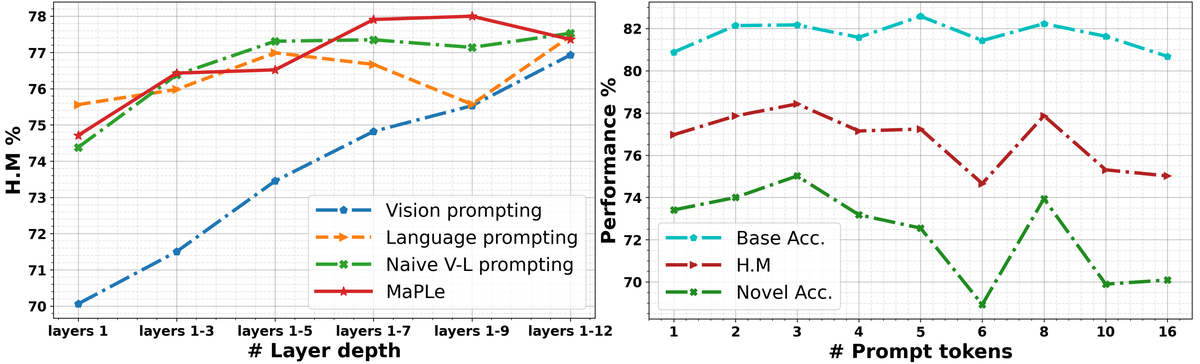 H.M %
78
77
76
75
74
73
72
71
70
Vision prompting
Language prompting
Naive V-L prompting
MaPLe
layers 1 layers 1-3 layers 1-5 layers 1-7 layers 1-9 layers 1-12
# Layer depth
Performance %
82
80
78
76
74
72
70
Base Acc.
H.M
Novel Acc.
1 2 3 4 5 6 8 10 16
# Prompt tokens